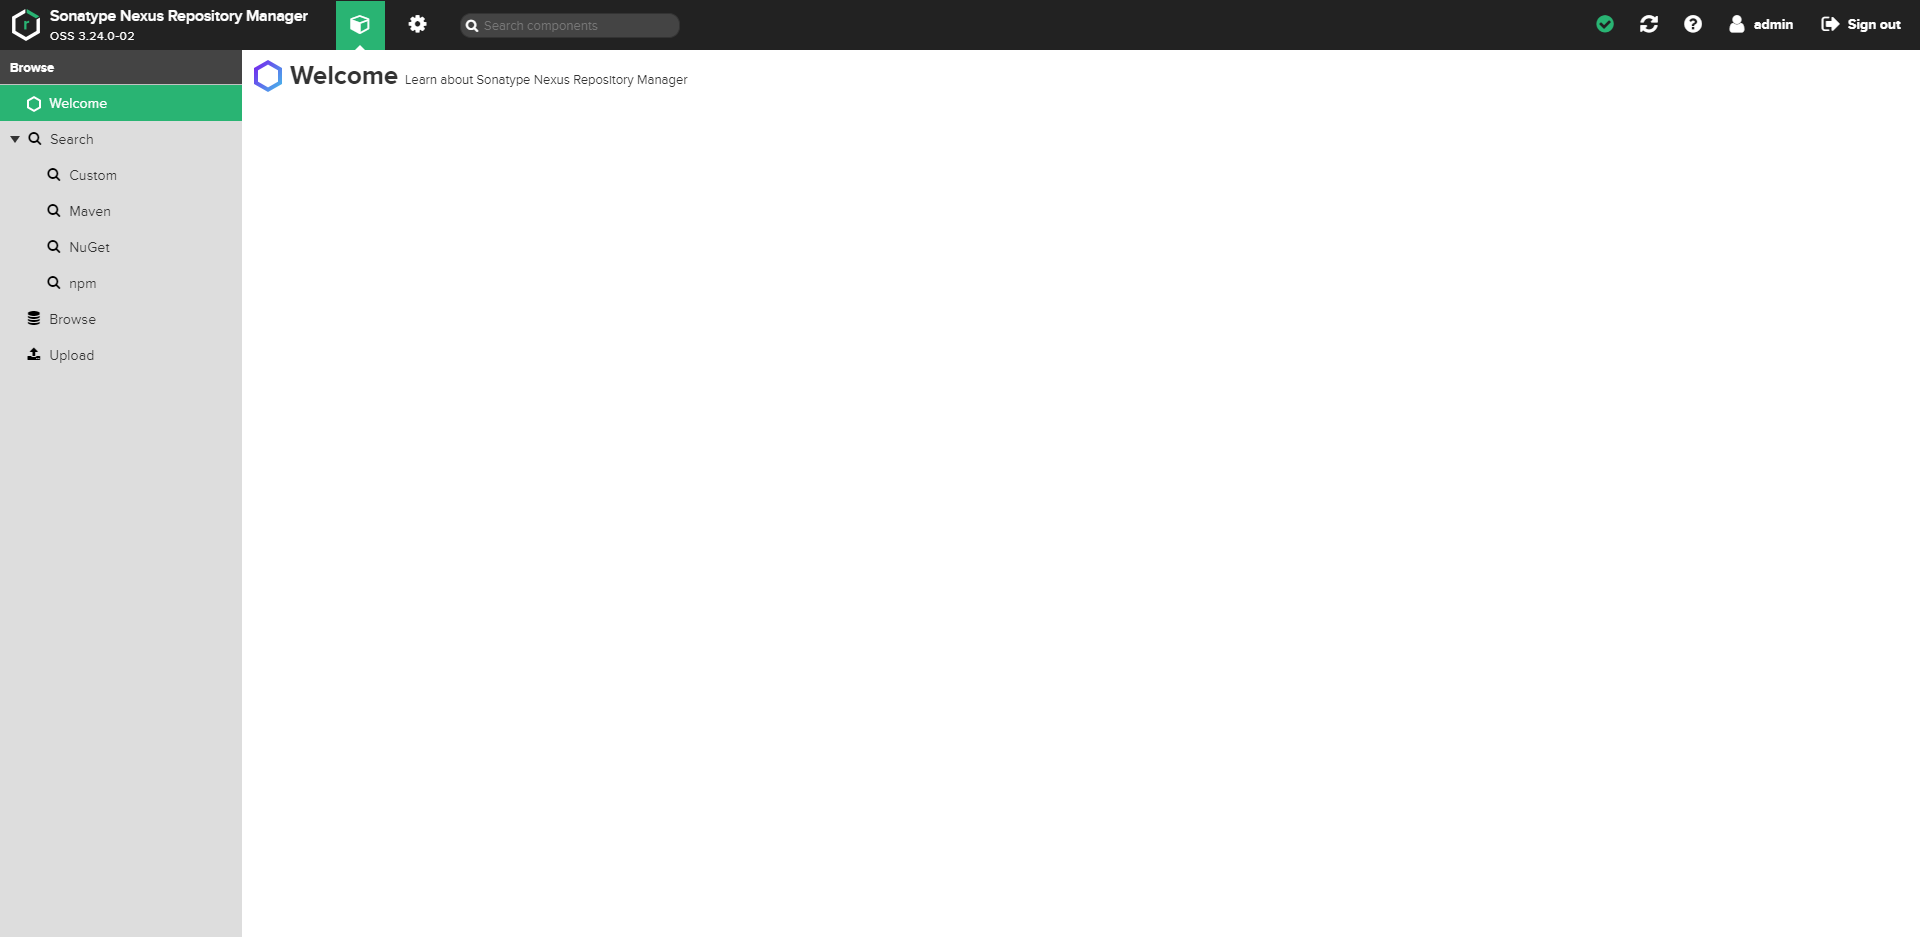 Sonatype Nexus Repository Manager
OSS 3.24.0-02
Search components
admin
Sign out
Browse
Welcome
Search
Custom
Maven
NuGet
npm
Browse
Upload
Welcome Learn about Sonatype Nexus Repository Manager